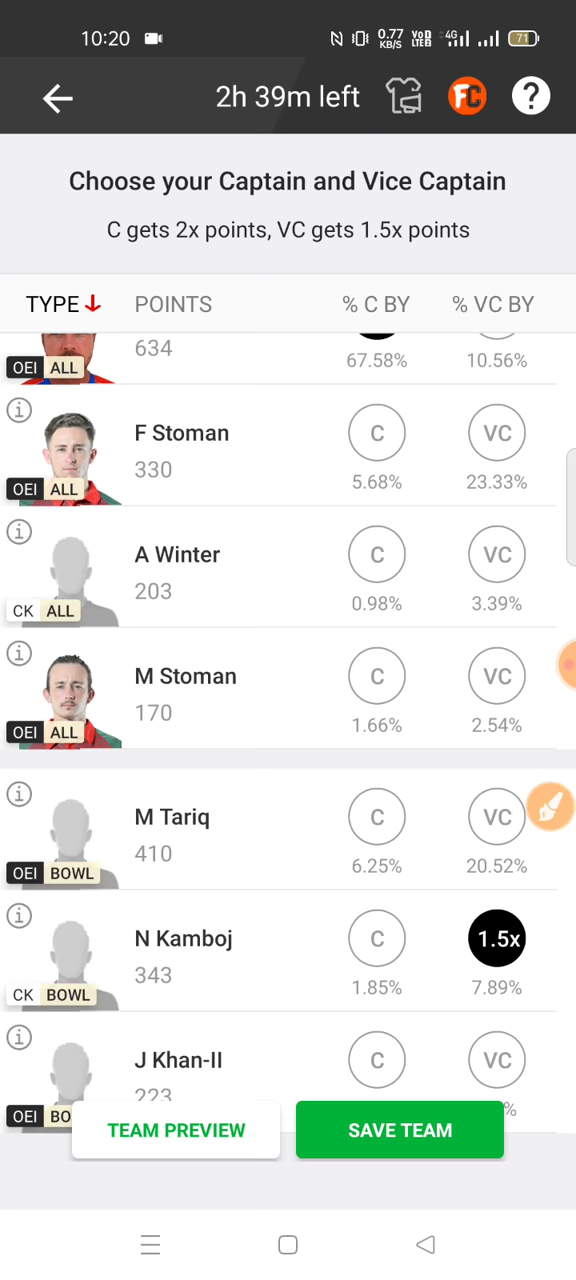 10:20 0.77 KB/S VoD LTE2 4G 71
2h 39m left FC ?
Choose your Captain and Vice Captain
C gets 2x points, VC gets 1.5x points
TYPE POINTS % C BY % VC BY
634
67.58% 10.56%
OEI ALL
F Stoman C VC
330
5.68% 23.33%
OEI ALL
A Winter C VC
203
0.98% 3.39%
CK ALL
M Stoman C VC
170
1.66% 2.54%
OEI ALL
M Tariq C VC
410
6.25% 20.52%
OEI BOWL
N Kamboj C 1.5x
343
1.85% 7.89%
CK BOWL
J Khan-II C VC
223
OEI BO %
TEAM PREVIEW SAVE TEAM